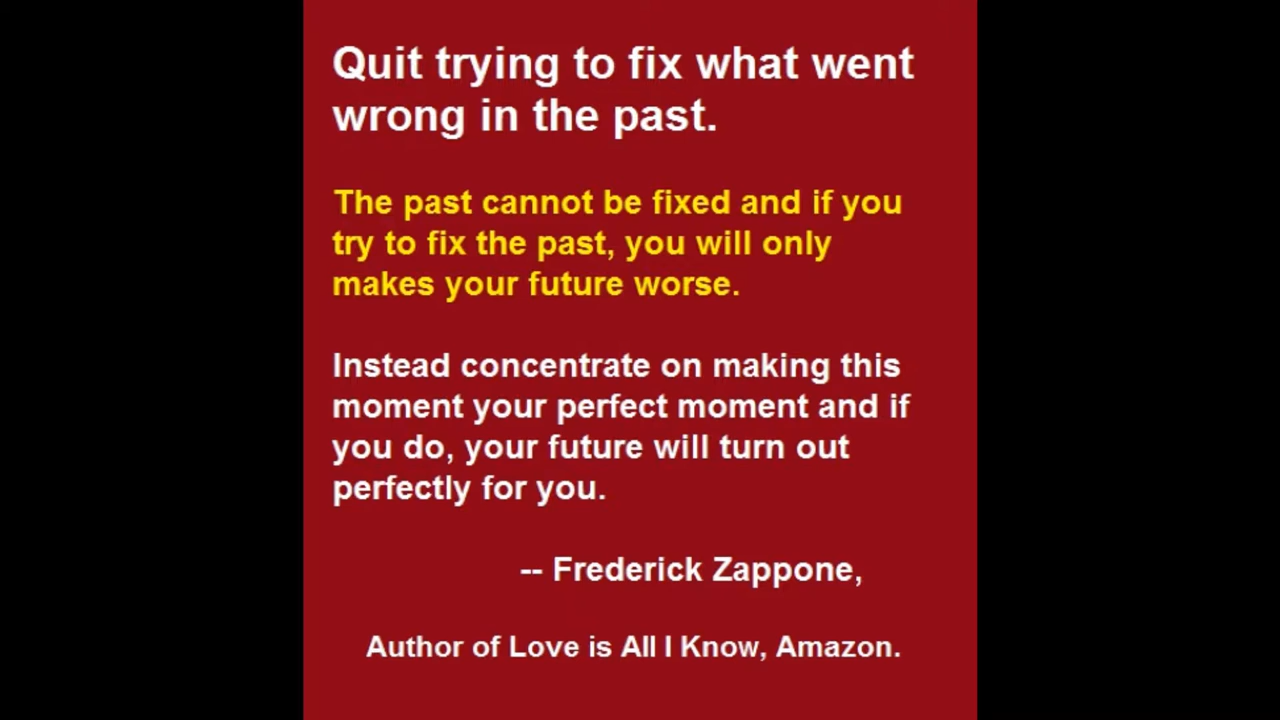 Quit trying to fix what went
wrong in the past.
The past cannot be fixed and if you
try to fix the past, you will only
makes your future worse.
Instead concentrate on making this
moment your perfect moment and if
you do, your future will turn out
perfectly for you.
-- Frederick Zappone,
Author of Love is All I Know, Amazon.